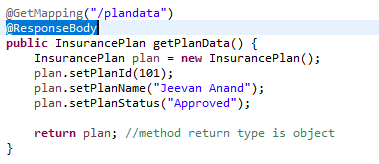 @GetMapping("/plandata")
@ResponseBody
public InsurancePlan getPlanData() {
InsurancePlan plan = new InsurancePlan();
plan.setPlanId(101);
plan.setPlanName("Jeevan Anand");
plan.setPlanStatus("Approved");
return plan; //method return type is object
}